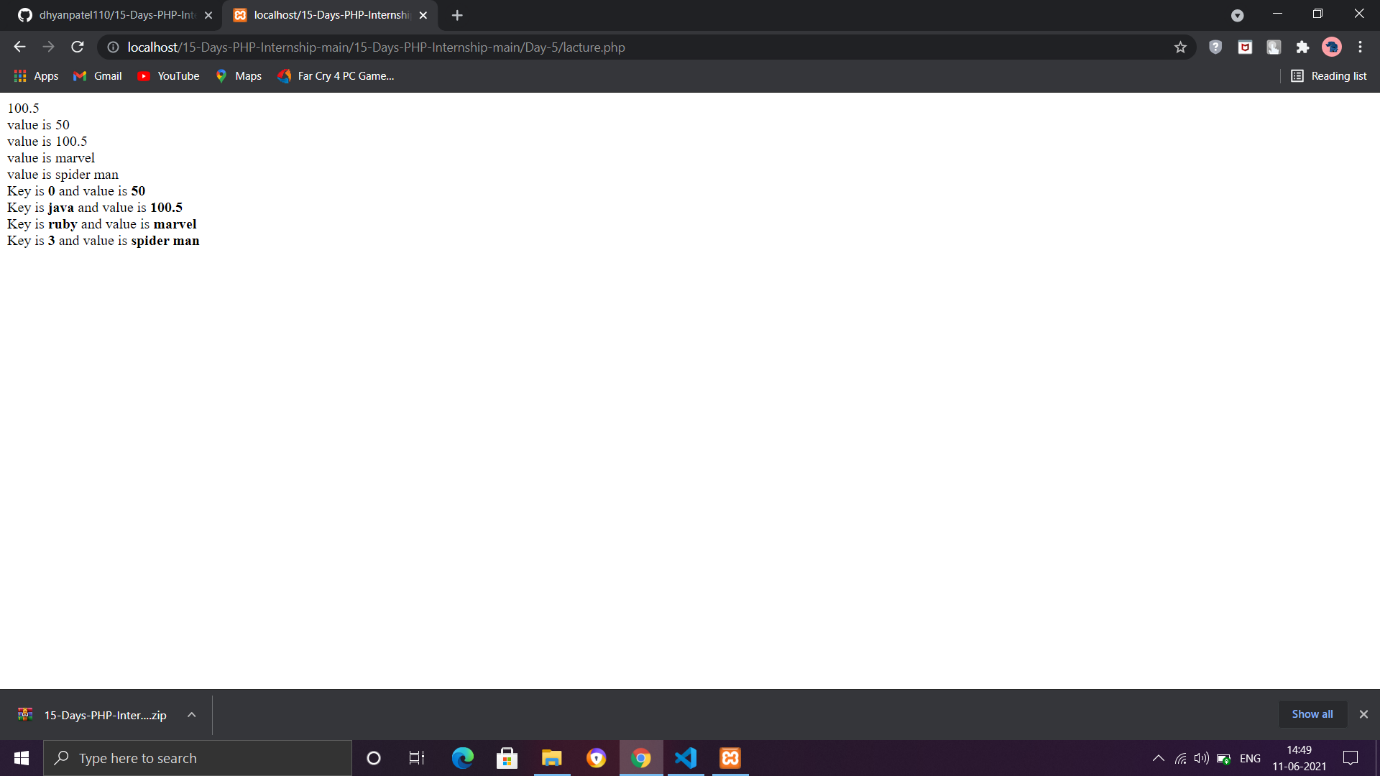 dhyanpatel110/15-Days-PHP-Int
localhost/15-Days-PHP-Internshi
localhost/15-Days-PHP-Internship-main/15-Days-PHP-Internship-main/Day-5/lacture.php
Apps
Gmail
YouTube
Maps
Far Cry 4 PC Game...
Reading list
100.5
value is 50
value is 100.5
value is marvel
value is spider man
Key is 0 and value is 50
Key is java and value is 100.5
Key is ruby and value is marvel
Key is 3 and value is spider man
15-Days-PHP-Inter....zip
Show all
Type here to search
ENG
14:49
11-06-2021